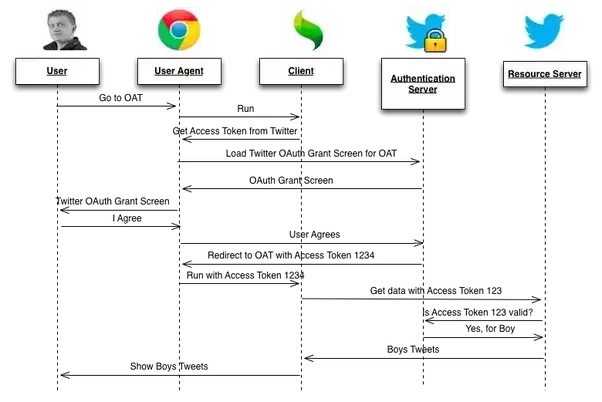 User
User Agent
Client
Authentication
Server
Resource Server
Go to OAT
Run
Get Access Token from Twitter
Load Twitter OAuth Grant Screen for OAT
OAuth Grant Screen
Twitter OAuth Grant Screen
I Agree
User Agrees
Redirect to OAT with Access Token 1234
Run with Access Token 1234
Get data with Access Token 123
Is Access Token 123 valid?
Yes, for Boy
Boys Tweets
Show Boys Tweets